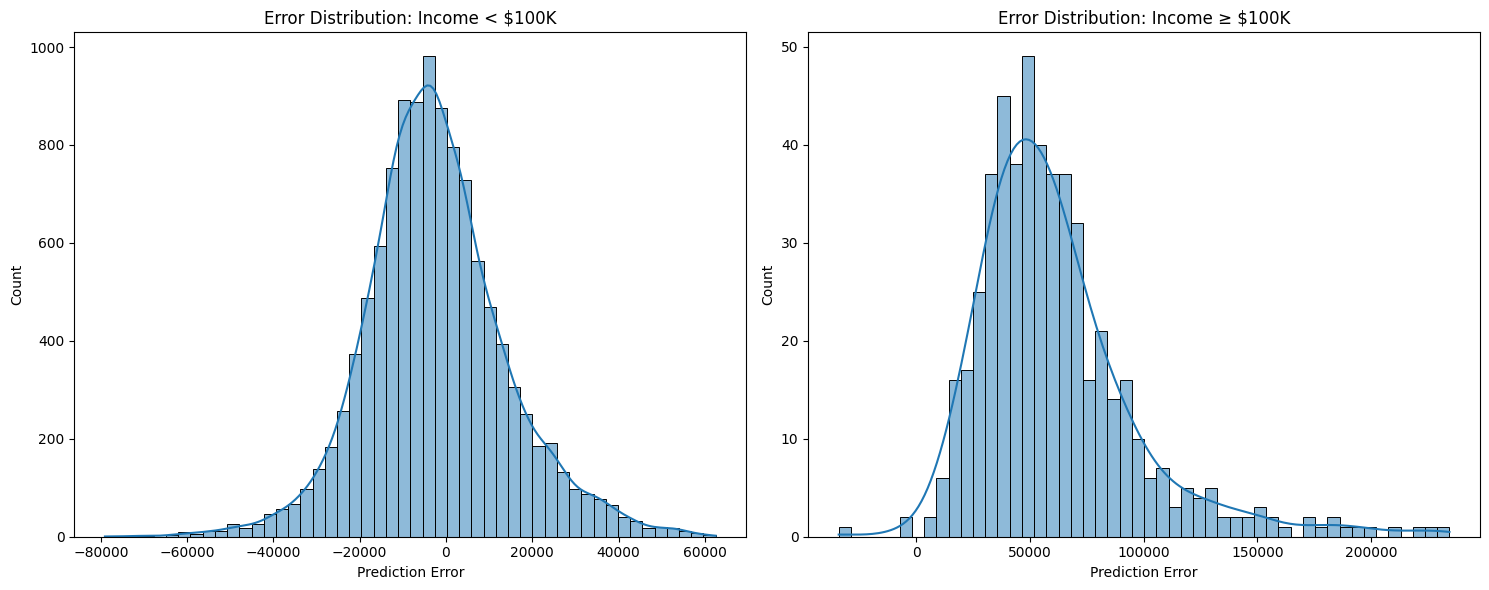 Error Distribution: Income < $100K
1000
800
600
400
200
0
Count
−80000 −60000 −40000 −20000 0 20000 40000 60000
Prediction Error
Error Distribution: Income ≥ $100K
50
40
30
20
10
0
Count
0 50000 100000 150000 200000
Prediction Error